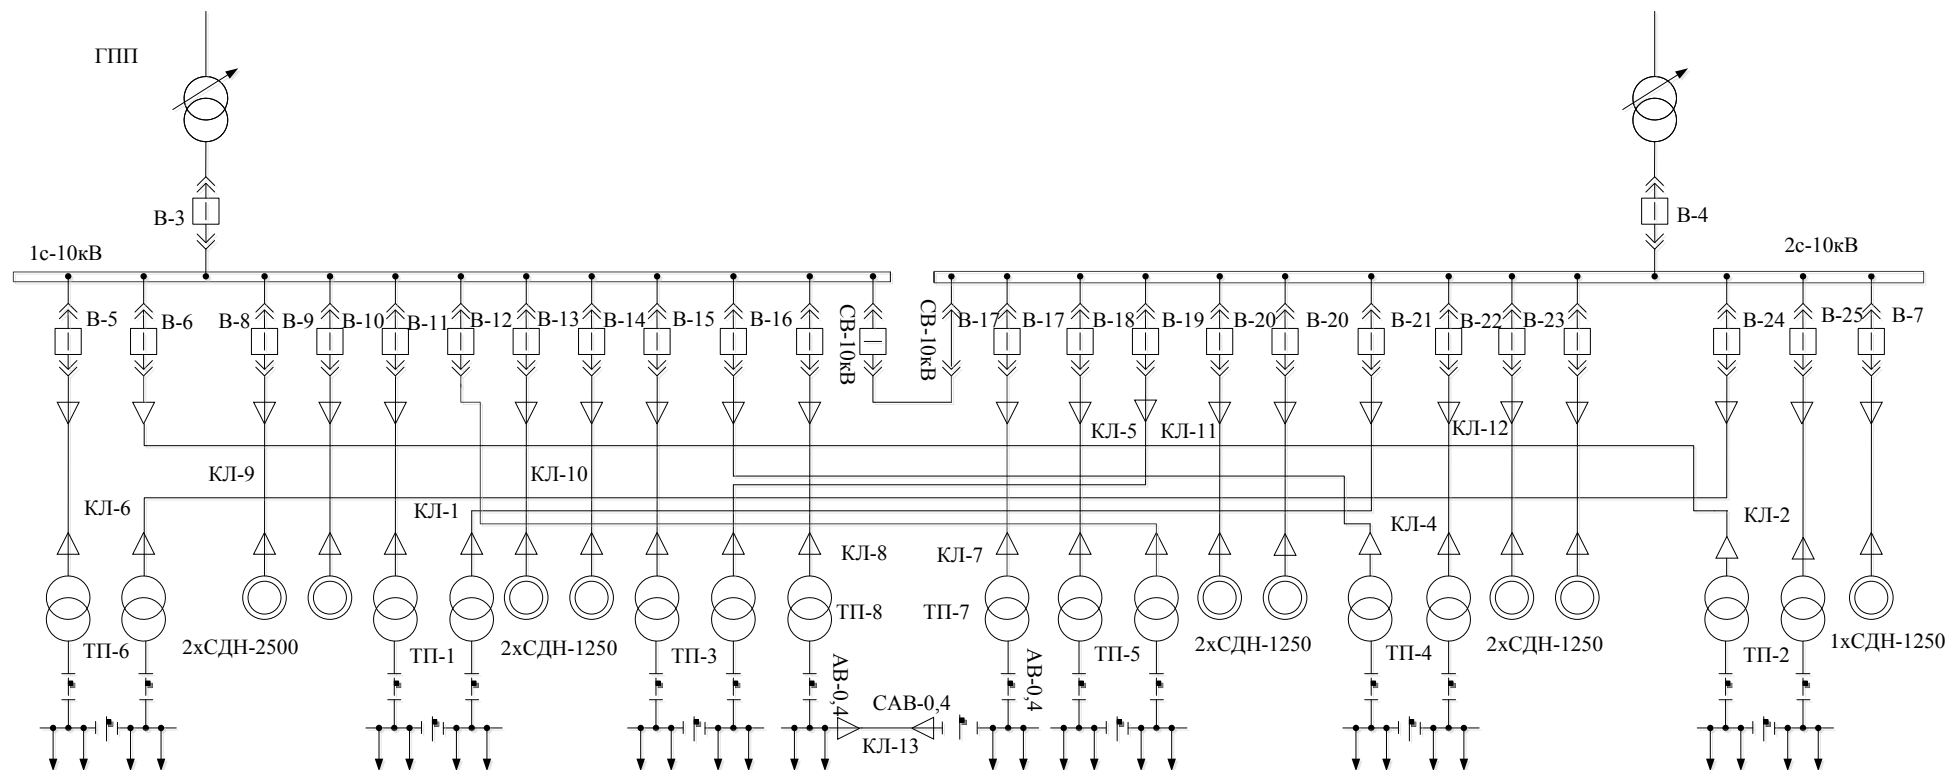 ГПП
В-3
В-4
1с-10кВ
2с-10кВ
В-5
В-6
В-8
В-9
В-10
В-11
В-12
В-13
В-14
В-15
В-16
СВ-10кВ
СВ-10кВ
В-17
В-17
В-18
В-19
В-20
В-20
В-21
В-22
В-23
В-24
В-25
В-7
КЛ-5
КЛ-11
КЛ-12
КЛ-9
КЛ-10
КЛ-6
КЛ-1
КЛ-4
КЛ-2
КЛ-8
КЛ-7
ТП-8
ТП-7
ТП-6
2хСДН-2500
ТП-1
2хСДН-1250
ТП-3
ТП-5
2хСДН-1250
ТП-4
2хСДН-1250
ТП-2
1хСДН-1250
АВ-0,4
САВ-0,4
АВ-0,4
КЛ-13